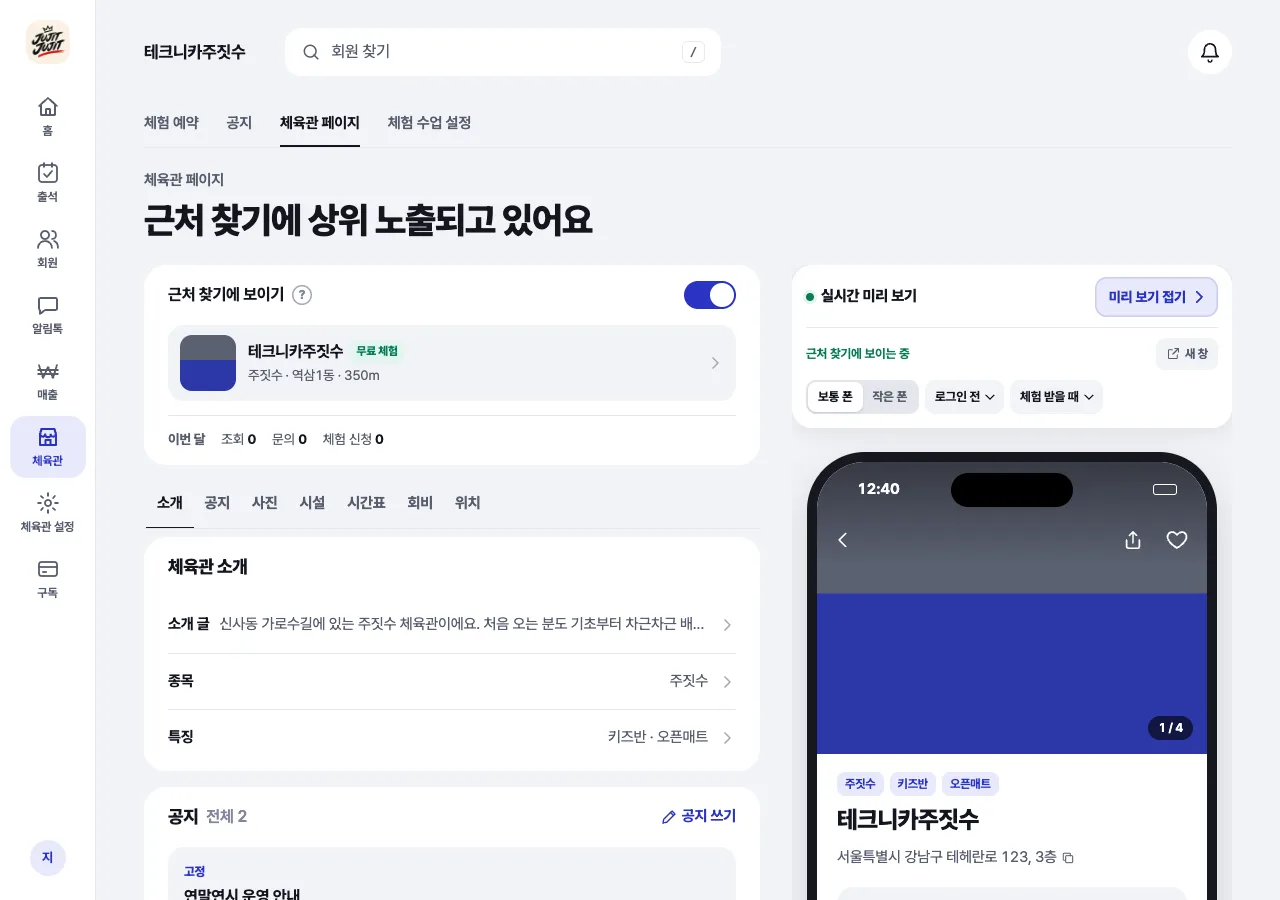 JUJIT JUJIT
홈
출석
회원
알림톡
매출
체육관
체육관 설정
구독
지
테크니카주짓수
회원 찾기
/
체험 예약
공지
체육관 페이지
체험 수업 설정
체육관 페이지
근처 찾기에 상위 노출되고 있어요
근처 찾기에 보이기 ?
테크니카주짓수 무료 체험
주짓수 · 역삼1동 · 350m
이번 달 조회 0 문의 0 체험 신청 0
소개
공지
사진
시설
시간표
회비
위치
체육관 소개
소개 글 신사동 가로수길에 있는 주짓수 체육관이에요. 처음 오는 분도 기초부터 차근차근 배...
종목 주짓수
특징 키즈반 · 오픈매트
공지 전체 2 공지 쓰기
고정
연말연시 운영 안내
실시간 미리 보기 미리 보기 접기
근처 찾기에 보이는 중 새 창
보통 폰 작은 폰 로그인 전 체험 받을 때
12:40
1 / 4
주짓수 키즈반 오픈매트
테크니카주짓수
서울특별시 강남구 테헤란로 123, 3층